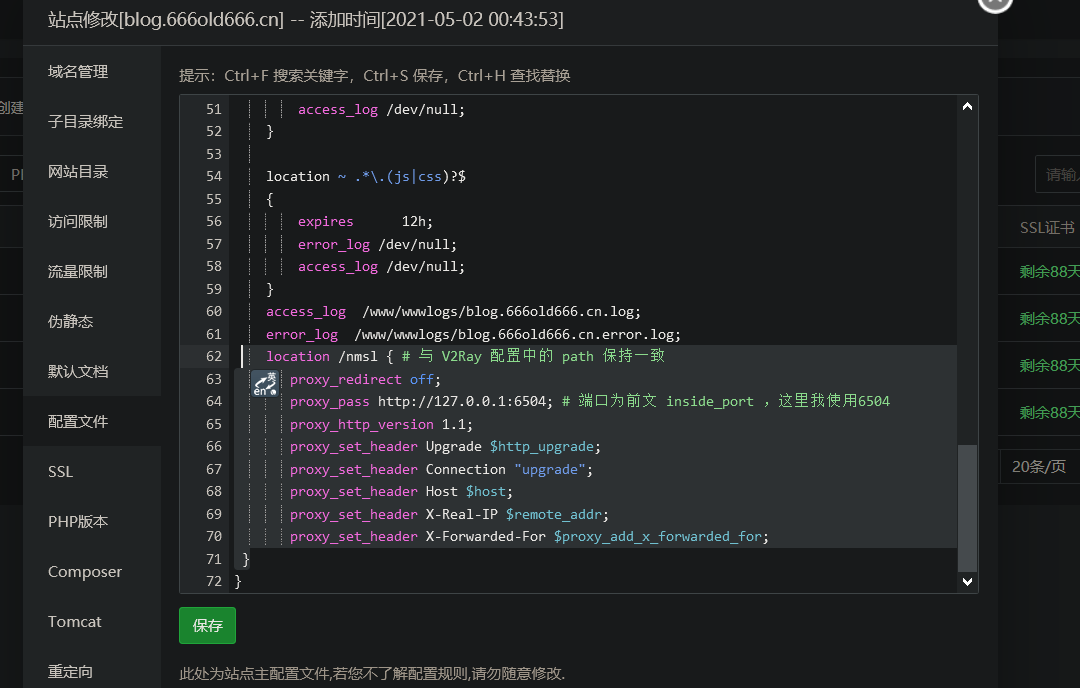 站点修改[blog.666old666.cn] -- 添加时间[2021-05-02 00:43:53]
域名管理
子目录绑定
网站目录
访问限制
流量限制
伪静态
默认文档
配置文件
SSL
PHP版本
Composer
Tomcat
重定向
提示：Ctrl+F 搜索关键字，Ctrl+S 保存，Ctrl+H 查找替换
51 access_log /dev/null;
52 }
53
54 location ~ .*\.(js|css)?$
55 {
56 expires 12h;
57 error_log /dev/null;
58 access_log /dev/null;
59 }
60 access_log /www/wwwlogs/blog.666old666.cn.log;
61 error_log /www/wwwlogs/blog.666old666.cn.error.log;
62 location /nmsl { # 与 V2Ray 配置中的 path 保持一致
63 proxy_redirect off;
64 proxy_pass http://127.0.0.1:6504; # 端口为前文 inside_port ，这里我使用6504
65 proxy_http_version 1.1;
66 proxy_set_header Upgrade $http_upgrade;
67 proxy_set_header Connection "upgrade";
68 proxy_set_header Host $host;
69 proxy_set_header X-Real-IP $remote_addr;
70 proxy_set_header X-Forwarded-For $proxy_add_x_forwarded_for;
71 }
72 }
英
en
保存
此处为站点主配置文件,若您不了解配置规则,请勿随意修改.
创建
请输
SSL证书
剩余88天
剩余88天
剩余88天
剩余88天
20条/页